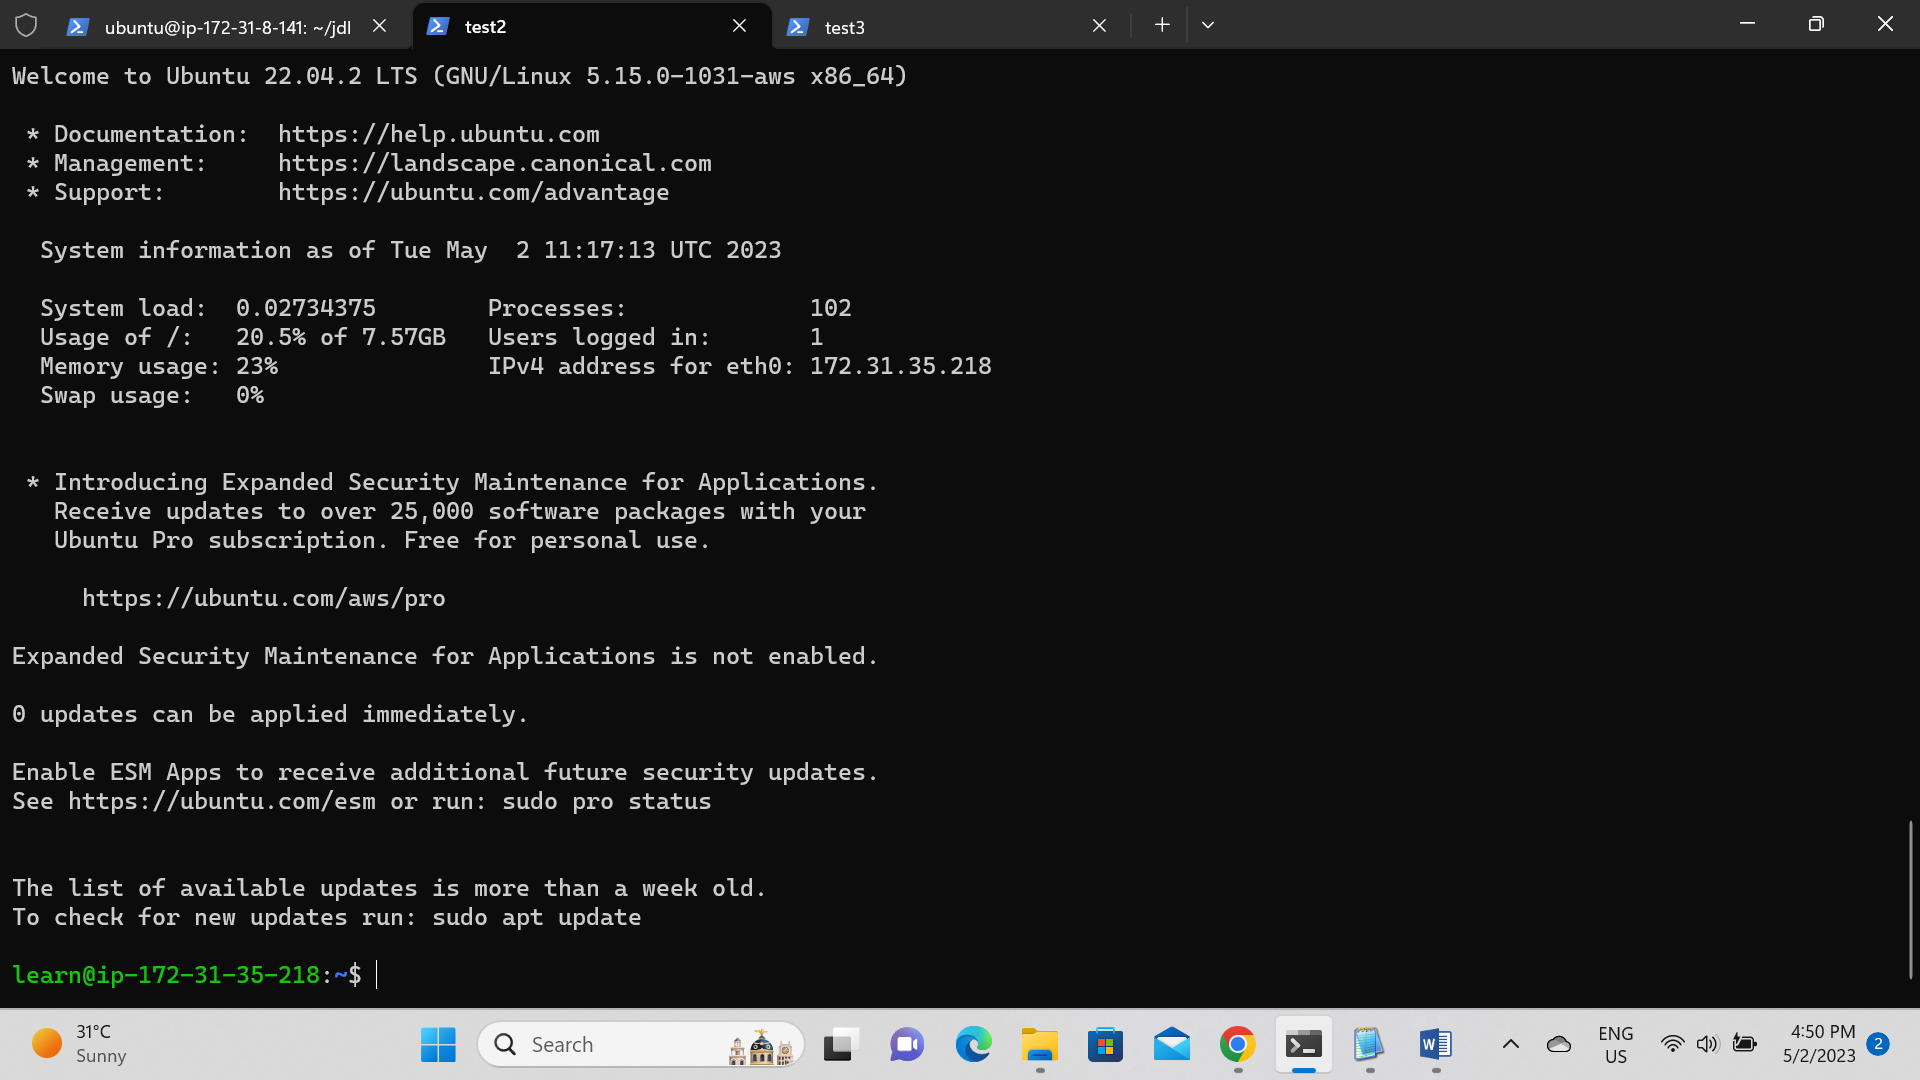 ubuntu@ip-172-31-8-141: ~/jdl
test2
test3
Welcome to Ubuntu 22.04.2 LTS (GNU/Linux 5.15.0-1031-aws x86_64)
* Documentation:  https://help.ubuntu.com
* Management:     https://landscape.canonical.com
* Support:        https://ubuntu.com/advantage
System information as of Tue May  2 11:17:13 UTC 2023
System load:  0.02734375        Processes:             102
Usage of /:   20.5% of 7.57GB   Users logged in:       1
Memory usage: 23%               IPv4 address for eth0: 172.31.35.218
Swap usage:   0%
* Introducing Expanded Security Maintenance for Applications.
Receive updates to over 25,000 software packages with your
Ubuntu Pro subscription. Free for personal use.
https://ubuntu.com/aws/pro
Expanded Security Maintenance for Applications is not enabled.
0 updates can be applied immediately.
Enable ESM Apps to receive additional future security updates.
See https://ubuntu.com/esm or run: sudo pro status
The list of available updates is more than a week old.
To check for new updates run: sudo apt update
learn@ip-172-31-35-218:~$
31°C
Sunny
Search
W
ENG
US
4:50 PM
5/2/2023
2